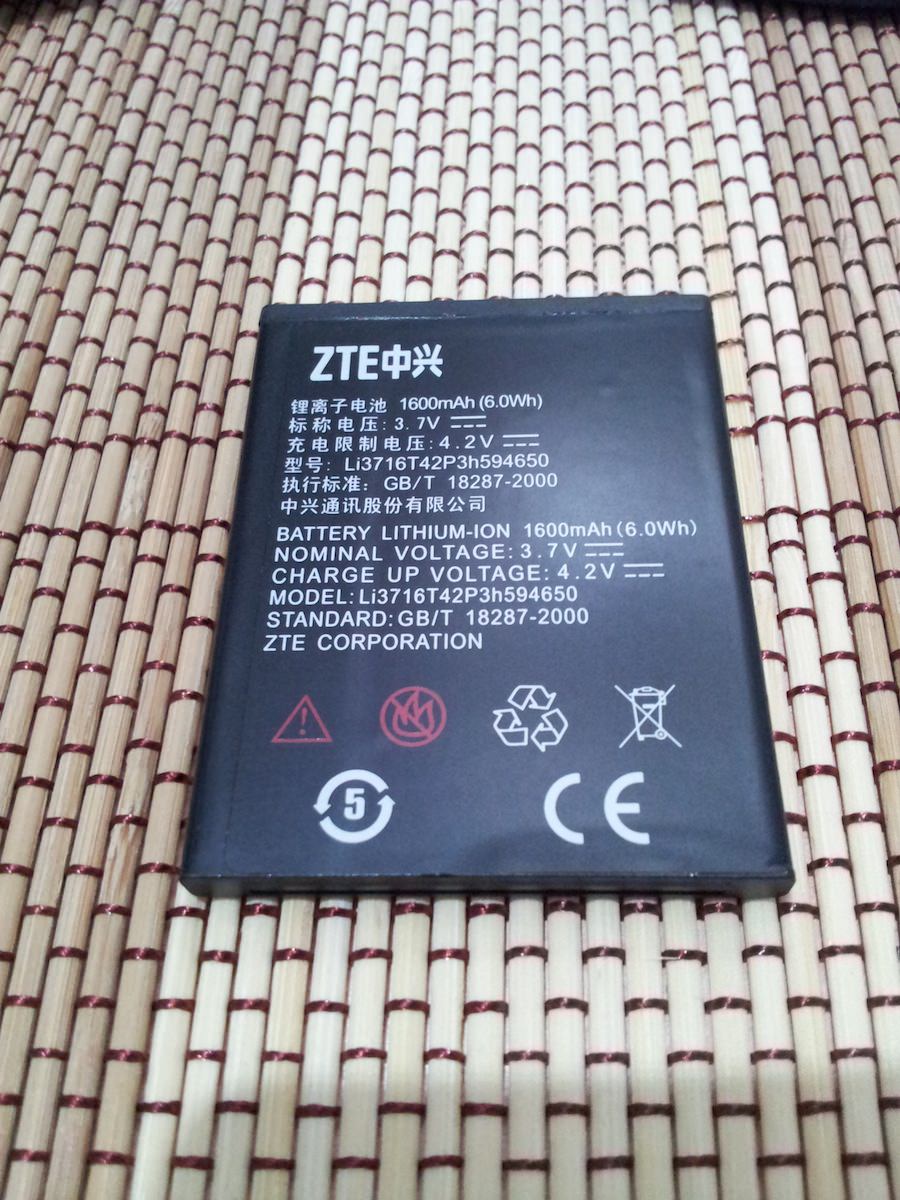 ZTE中兴
锂离子电池 1600mAh(6.0Wh)
标称电压:3.7V
充电限制电压:4.2V
型号: Li3716T42P3h594650
执行标准: GB/T 18287-2000
中兴通讯股份有限公司
BATTERY LITHIUM-ION 1600mAh(6.0Wh)
NOMINAL VOLTAGE:3.7V
CHARGE UP VOLTAGE:4.2V
MODEL:Li3716T42P3h594650
STANDARD:GB/T 18287-2000
ZTE CORPORATION
5
CE